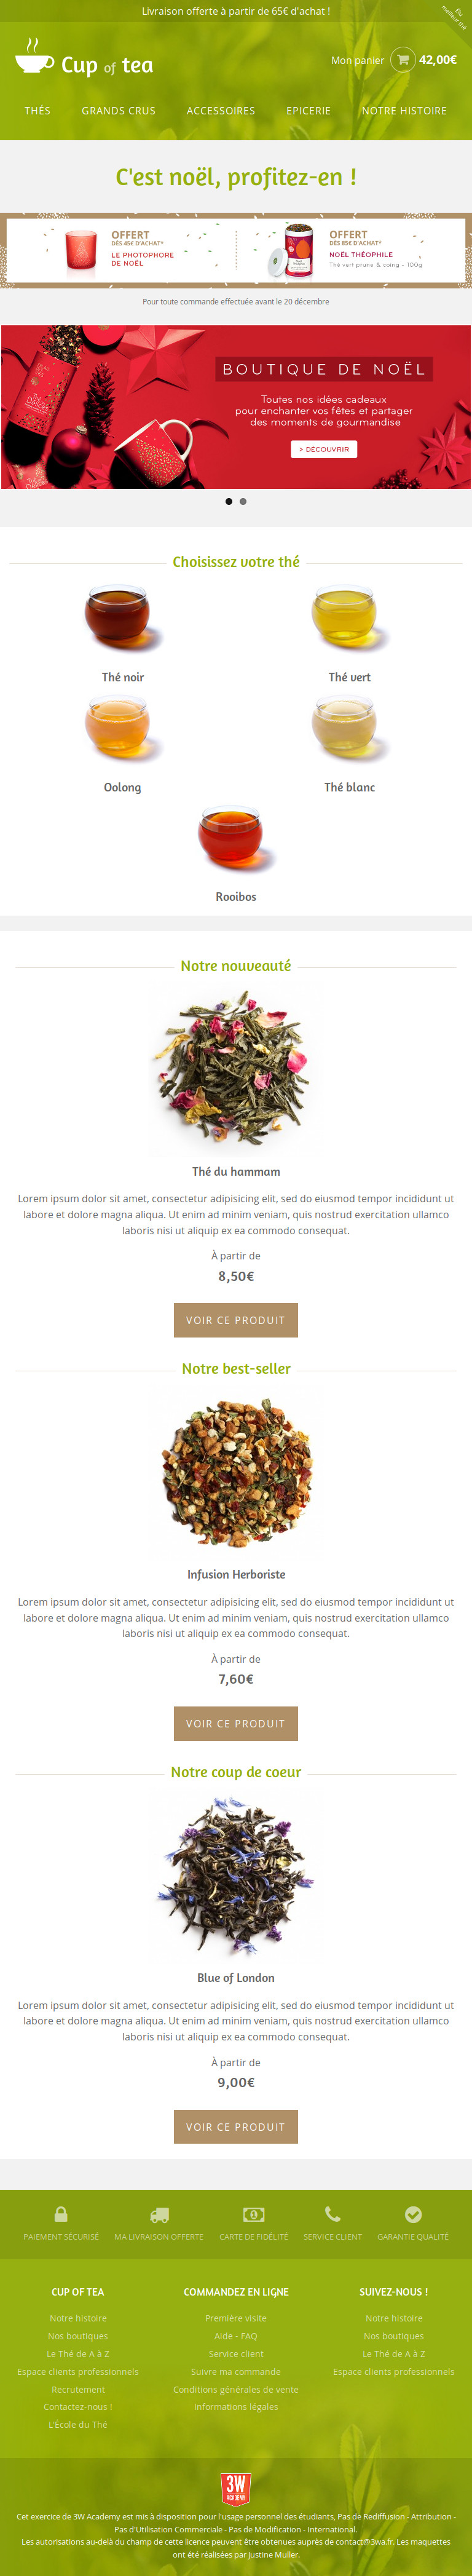 Livraison offerte à partir de 65€ d'achat !
Élu
meilleur thé
Cup of tea
Mon panier 42,00€
THÉS GRANDS CRUS ACCESSOIRES EPICERIE NOTRE HISTOIRE
C'est noël, profitez-en !
OFFERT
DÈS 45€ D'ACHAT*
LE PHOTOPHORE
DE NOËL
OFFERT
DÈS 85€ D'ACHAT*
NOËL THÉOPHILE
Thé vert prune & coing - 100g
Pour toute commande effectuée avant le 20 décembre
BOUTIQUE DE NOËL
Toutes nos idées cadeaux
pour enchanter vos fêtes et partager
des moments de gourmandise
> DÉCOUVRIR
Choisissez votre thé
Thé noir
Thé vert
Oolong
Thé blanc
Rooibos
Notre nouveauté
Thé du hammam
Lorem ipsum dolor sit amet, consectetur adipisicing elit, sed do eiusmod tempor incididunt ut
labore et dolore magna aliqua. Ut enim ad minim veniam, quis nostrud exercitation ullamco
laboris nisi ut aliquip ex ea commodo consequat.
À partir de
8,50€
VOIR CE PRODUIT
Notre best-seller
Infusion Herboriste
Lorem ipsum dolor sit amet, consectetur adipisicing elit, sed do eiusmod tempor incididunt ut
labore et dolore magna aliqua. Ut enim ad minim veniam, quis nostrud exercitation ullamco
laboris nisi ut aliquip ex ea commodo consequat.
À partir de
7,60€
VOIR CE PRODUIT
Notre coup de coeur
Blue of London
Lorem ipsum dolor sit amet, consectetur adipisicing elit, sed do eiusmod tempor incididunt ut
labore et dolore magna aliqua. Ut enim ad minim veniam, quis nostrud exercitation ullamco
laboris nisi ut aliquip ex ea commodo consequat.
À partir de
9,00€
VOIR CE PRODUIT
PAIEMENT SÉCURISÉ MA LIVRAISON OFFERTE CARTE DE FIDÉLITÉ SERVICE CLIENT GARANTIE QUALITÉ
CUP OF TEA
Notre histoire
Nos boutiques
Le Thé de A à Z
Espace clients professionnels
Recrutement
Contactez-nous !
L'École du Thé
COMMANDEZ EN LIGNE
Première visite
Aide - FAQ
Service client
Suivre ma commande
Conditions générales de vente
Informations légales
SUIVEZ-NOUS !
Notre histoire
Nos boutiques
Le Thé de A à Z
Espace clients professionnels
3W
ACADEMY
Cet exercice de 3W Academy est mis à disposition pour l'usage personnel des étudiants, Pas de Rediffusion - Attribution -
Pas d'Utilisation Commerciale - Pas de Modification - International.
Les autorisations au-delà du champ de cette licence peuvent être obtenues auprès de contact@3wa.fr. Les maquettes
ont été réalisées par Justine Muller.